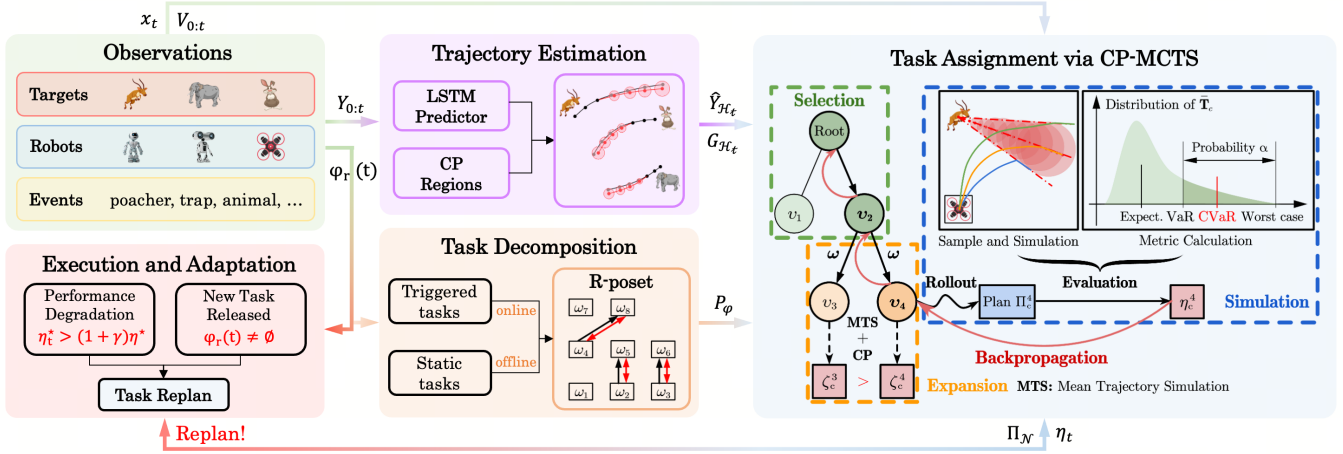 x_t V_{0:t}
Observations
Targets
Robots
Events poacher, trap, animal, ...
Y_{0:t}
φ_r(t)
Trajectory Estimation
LSTM
Predictor
CP
Regions
Ŷ_{ℋ_t}
G_{ℋ_t}
Execution and Adaptation
Performance
Degradation
η_t^⋆ > (1 + γ)η^⋆
New Task
Released
φ_r(t) ≠ ∅
Task Replan
Replan!
Task Decomposition
Triggered
tasks
online
Static
tasks
offline
R-poset
ω_7 ω_8
ω_4 ω_5 ω_6
ω_1 ω_2 ω_3
P_φ
Task Assignment via CP-MCTS
Selection
Root
υ_1
υ_2
ω ω
υ_3
υ_4
MTS
+
CP
ζ_c^3 > ζ_c^4
Expansion
MTS: Mean Trajectory Simulation
Sample and Simulation
Distribution of T̄_c
Probability α
Expect. VaR CVaR Worst case
Metric Calculation
Rollout
Plan Π_c^4
Evaluation
η_c^4
Simulation
Backpropagation
Π_𝒩 η_t